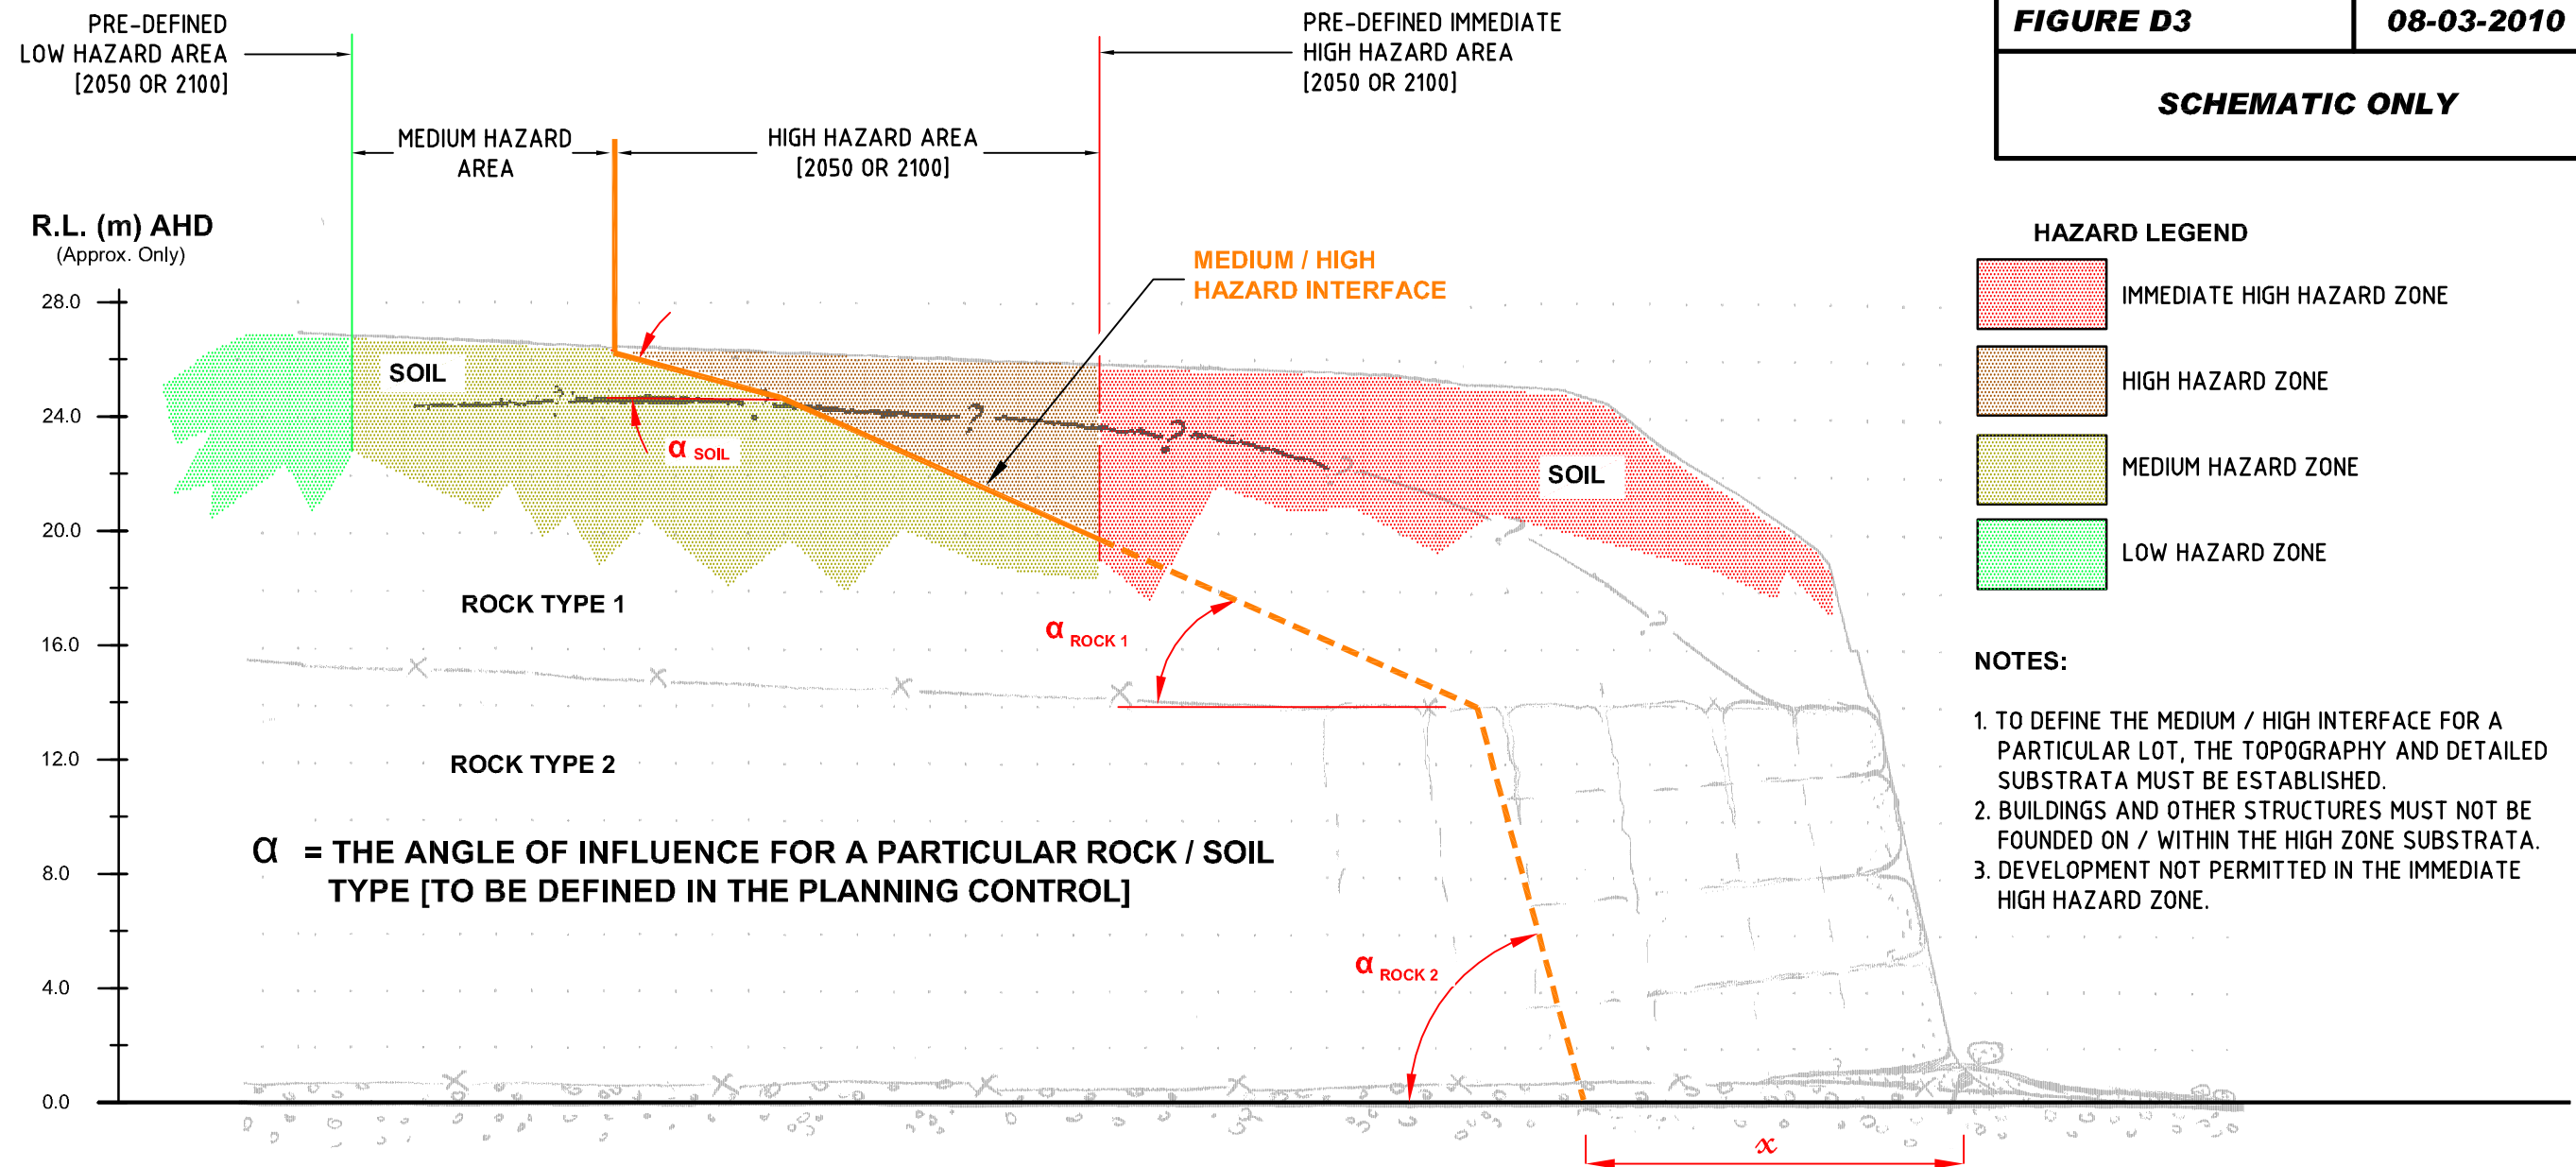 PRE-DEFINED
LOW HAZARD AREA
[2050 OR 2100]
PRE-DEFINED IMMEDIATE
HIGH HAZARD AREA
[2050 OR 2100]
FIGURE D3
08-03-2010
SCHEMATIC ONLY
MEDIUM HAZARD
AREA
HIGH HAZARD AREA
[2050 OR 2100]
R.L. (m) AHD
(Approx. Only)
MEDIUM / HIGH
HAZARD INTERFACE
HAZARD LEGEND
IMMEDIATE HIGH HAZARD ZONE
HIGH HAZARD ZONE
MEDIUM HAZARD ZONE
LOW HAZARD ZONE
28.0
24.0
20.0
16.0
12.0
8.0
4.0
0.0
SOIL
α SOIL
SOIL
? ? ? ? ? ? ?
ROCK TYPE 1
α ROCK 1
ROCK TYPE 2
α = THE ANGLE OF INFLUENCE FOR A PARTICULAR ROCK / SOIL
TYPE [TO BE DEFINED IN THE PLANNING CONTROL]
α ROCK 2
x
NOTES:
1. TO DEFINE THE MEDIUM / HIGH INTERFACE FOR A
PARTICULAR LOT, THE TOPOGRAPHY AND DETAILED
SUBSTRATA MUST BE ESTABLISHED.
2. BUILDINGS AND OTHER STRUCTURES MUST NOT BE
FOUNDED ON / WITHIN THE HIGH ZONE SUBSTRATA.
3. DEVELOPMENT NOT PERMITTED IN THE IMMEDIATE
HIGH HAZARD ZONE.